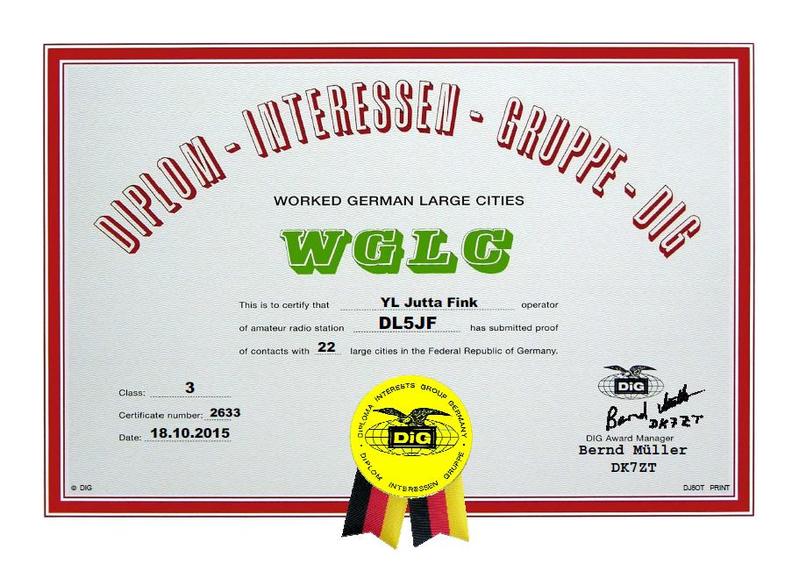 DIPLOM - INTERESSEN - GRUPPE - DIG
WORKED GERMAN LARGE CITIES
WGLC
This is to certify that YL Jutta Fink operator
of amateur radio station DL5JF has submitted proof
of contacts with 22 large cities in the Federal Republic of Germany.
Class: 3
Certificate number: 2633
Date: 18.10.2015
DIPLOMA INTERESTS GROUP GERMANY
DiG
DIPLOM INTERESSEN GRUPPE
DiG
Bernd Müller
DK7ZT
DIG Award Manager
Bernd Müller
DK7ZT
© DIG
DJ8OT PRINT